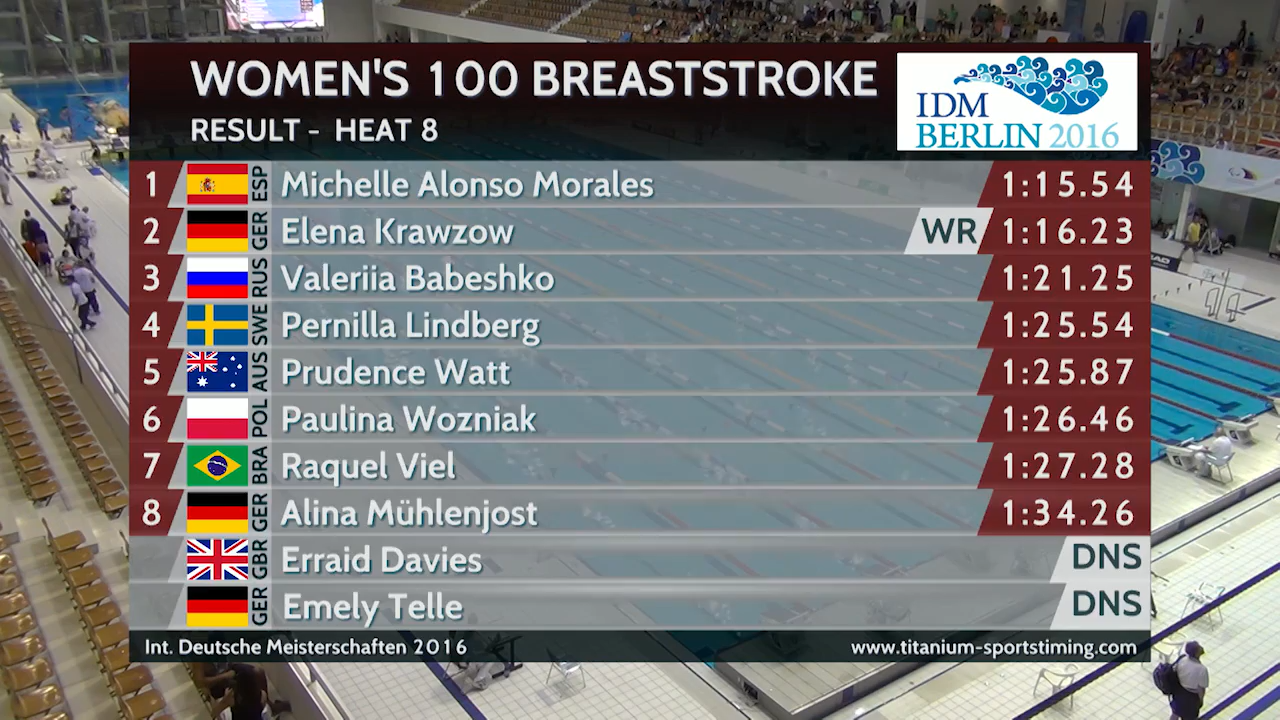 WOMEN'S 100 BREASTSTROKE
RESULT - HEAT 8
IDM
BERLIN 2016
1 ESP Michelle Alonso Morales 1:15.54
2 GER Elena Krawzow WR 1:16.23
3 RUS Valeriia Babeshko 1:21.25
4 SWE Pernilla Lindberg 1:25.54
5 AUS Prudence Watt 1:25.87
6 POL Paulina Wozniak 1:26.46
7 BRA Raquel Viel 1:27.28
8 GER Alina Mühlenjost 1:34.26
GBR Erraid Davies DNS
GER Emely Telle DNS
Int. Deutsche Meisterschaften 2016 www.titanium-sportstiming.com